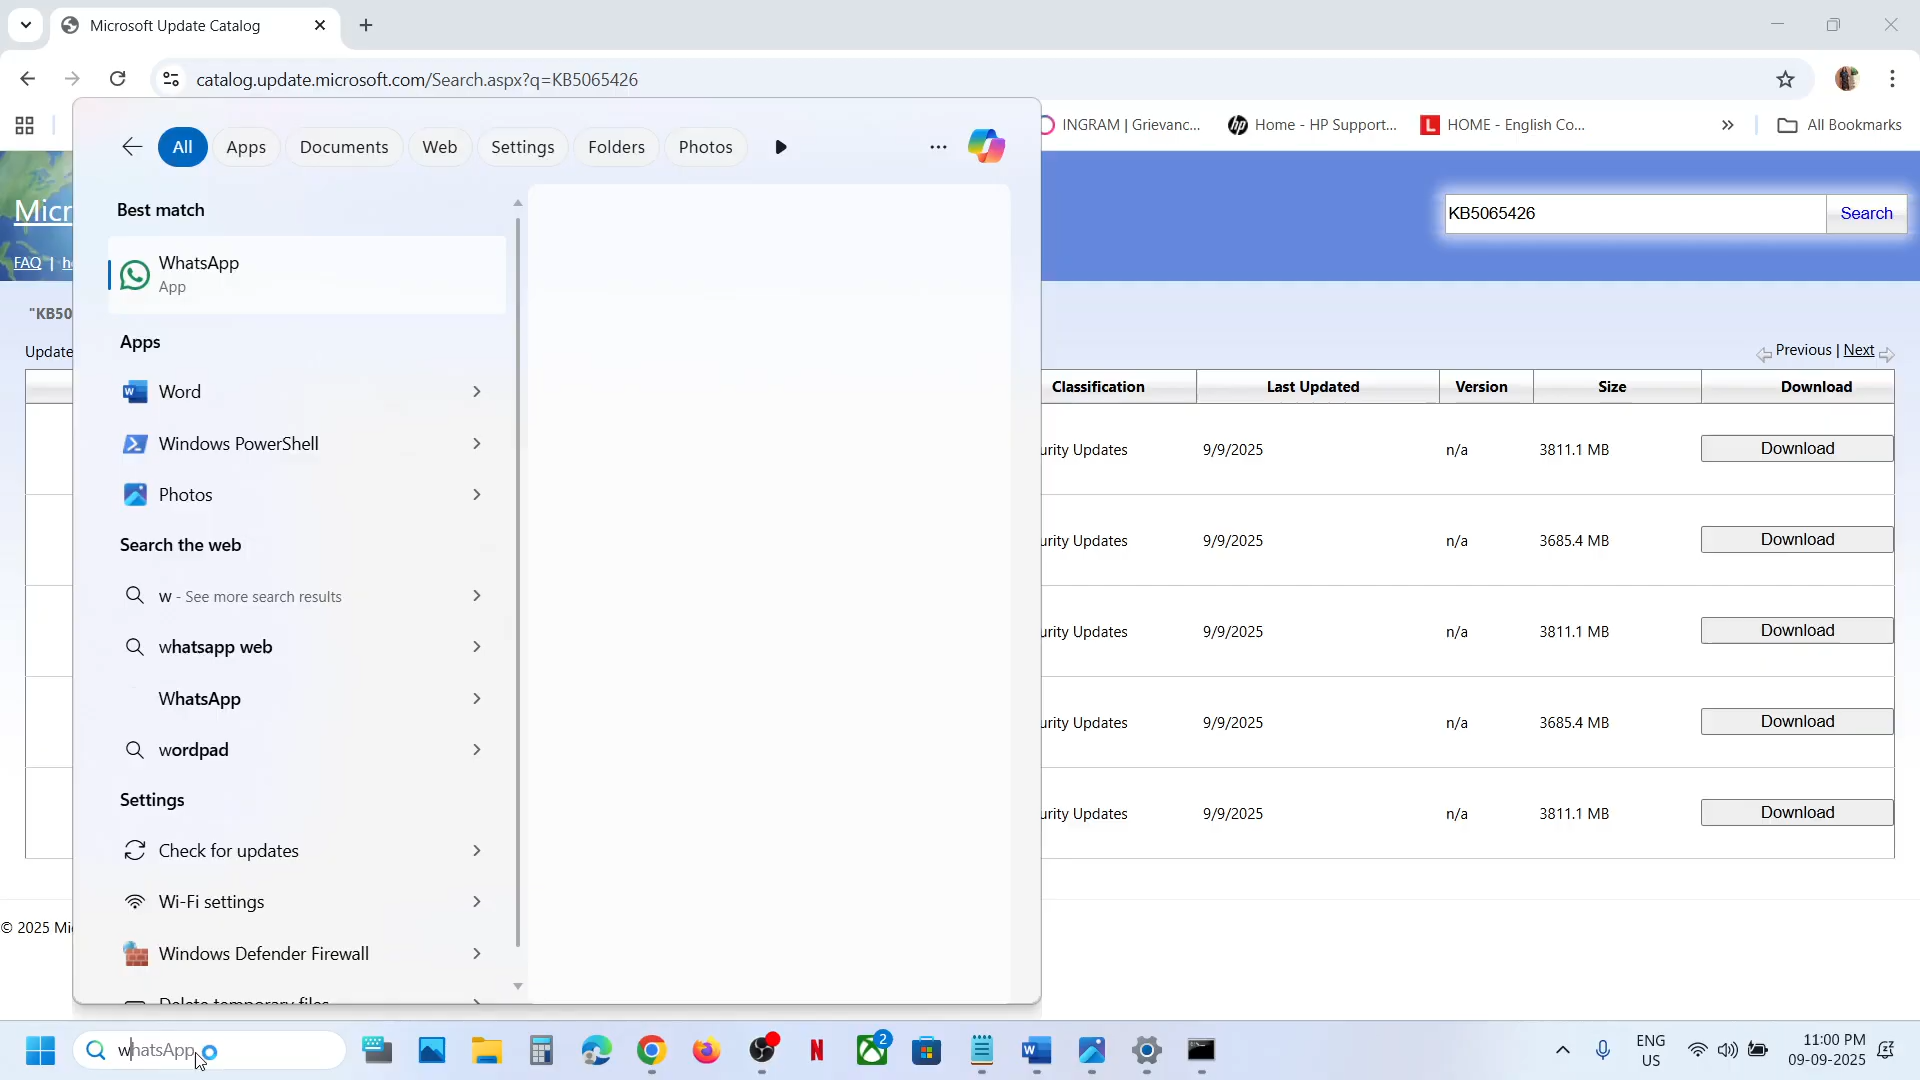 Microsoft Update Catalog
catalog.update.microsoft.com/Search.aspx?q=KB5065426
INGRAM | Grievanc...
Home - HP Support...
L HOME - English Co...
All Bookmarks
All
Apps
Documents
Web
Settings
Folders
Photos
Micr
KB5065426
Search
FAQ | h
"KB50
Update
Previous | Next
Best match
WhatsApp
App
Apps
Word
Windows PowerShell
Photos
Search the web
w - See more search results
whatsapp web
WhatsApp
wordpad
Settings
Check for updates
Wi-Fi settings
Windows Defender Firewall
Delete temporary files
Classification Last Updated Version Size Download
urity Updates 9/9/2025 n/a 3811.1 MB Download
urity Updates 9/9/2025 n/a 3685.4 MB Download
urity Updates 9/9/2025 n/a 3811.1 MB Download
urity Updates 9/9/2025 n/a 3685.4 MB Download
urity Updates 9/9/2025 n/a 3811.1 MB Download
© 2025 Mi
whatsApp
N
2
ENG
US
11:00 PM
09-09-2025